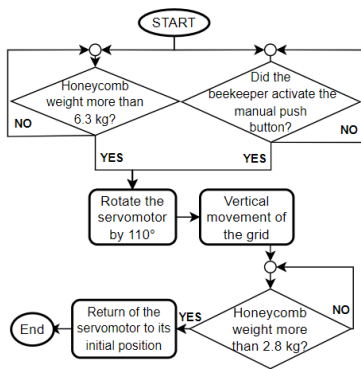 START
Honeycomb
weight more than
6.3 kg?
Did the
beekeeper activate the
manual push
button?
NO
NO
YES
YES
Rotate the
servomotor
by 110°
Vertical
movement of
the grid
Honeycomb
weight more
than 2.8 kg?
NO
YES
Return of the
servomotor to its
initial position
End